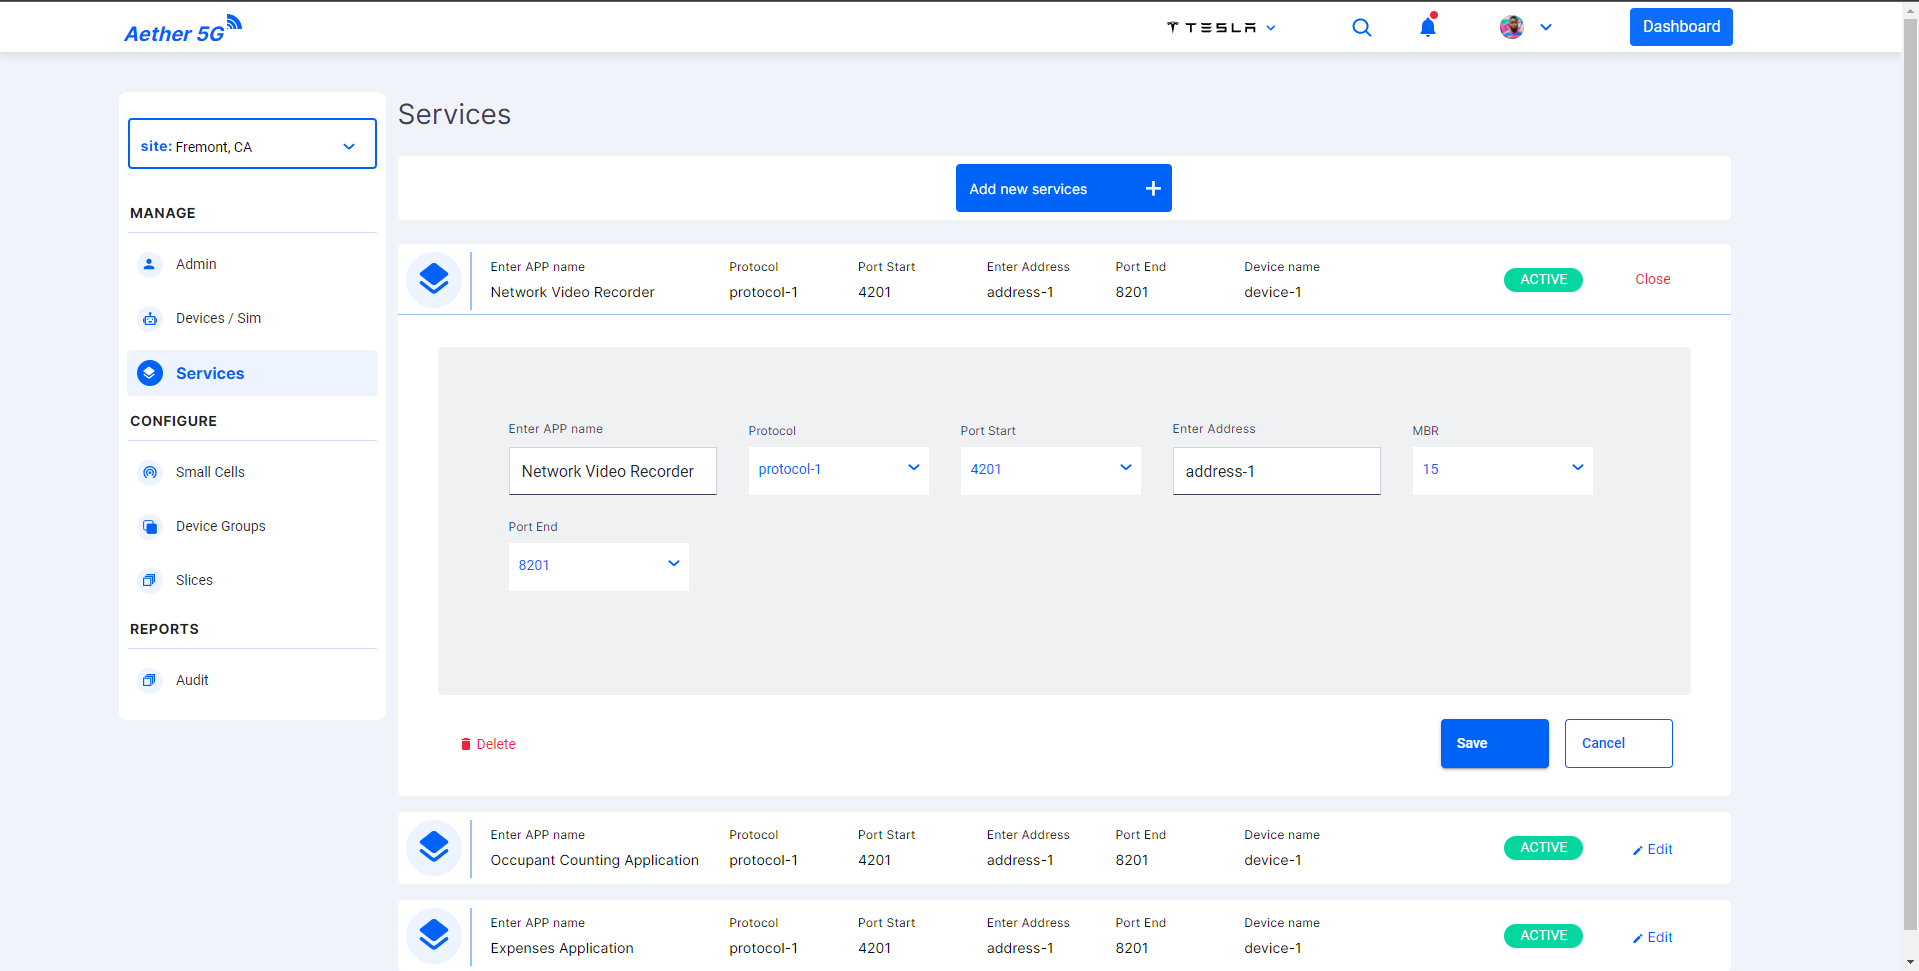 Aether 5G
TESLA
Dashboard
site: Fremont, CA
MANAGE
Admin
Devices / Sim
Services
CONFIGURE
Small Cells
Device Groups
Slices
REPORTS
Audit
Services
Add new services
Enter APP name Protocol Port Start Enter Address Port End Device name
Network Video Recorder protocol-1 4201 address-1 8201 device-1
ACTIVE
Close
Enter APP name Protocol Port Start Enter Address MBR
Network Video Recorder protocol-1 4201 address-1 15
Port End
8201
Delete
Save
Cancel
Enter APP name Protocol Port Start Enter Address Port End Device name
Occupant Counting Application protocol-1 4201 address-1 8201 device-1
ACTIVE
Edit
Enter APP name Protocol Port Start Enter Address Port End Device name
Expenses Application protocol-1 4201 address-1 8201 device-1
ACTIVE
Edit